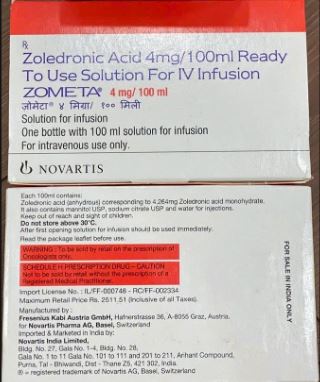 Rx
Zoledronic Acid 4mg/100ml Ready
To Use Solution For IV Infusion
ZOMETA® 4 mg/ 100 ml
ज़ोमेटा® ४ मिग्रा/ १०० मिली
Solution for infusion
One bottle with 100 ml solution for infusion
For intravenous use only.
NOVARTIS
Each 100ml contains:
Zoledronic acid (anhydrous) corresponding to 4,264mg Zoledronic acid monohydrate.
It also contains mannitol USP, sodium citrate USP and water for injections.
Keep out of reach and sight of children.
Do not store above 30°C.
After first opening solution for infusion should be used immediately.
Read the package leaflet before use.
WARNING : To be sold by retail on the prescription of
Oncologists only.
SCHEDULE H PRESCRIPTION DRUG – CAUTION
Not to be sold by retail without the prescription of a
Registered Medical Practitioner.
Import License No. : IL/FF-000746 - RC/FF-002334
Maximum Retail Price Rs. 2511.51 (Inclusive of all Taxes).
Manufactured by :
Fresenius Kabi Austria GmbH, Hafnerstrasse 36, A-8055 Graz, Austria.
for Novartis Pharma AG, Basel, Switzerland
Imported & Marketed in India by:
Novartis India Limited,
Bldg. No. 27, Gala No. 1-4, Bldg. No. 28,
Gala No. 1 to 11 Gala No. 101 to 111 and 201 to 211, Arihant Compound,
Purna, Tal - Bhiwandi, Dist - Thane Z5, 421 302, India.
® = registered trademark of Novartis AG, Basel, Switzerland
FOR SALE IN INDIA ONLY